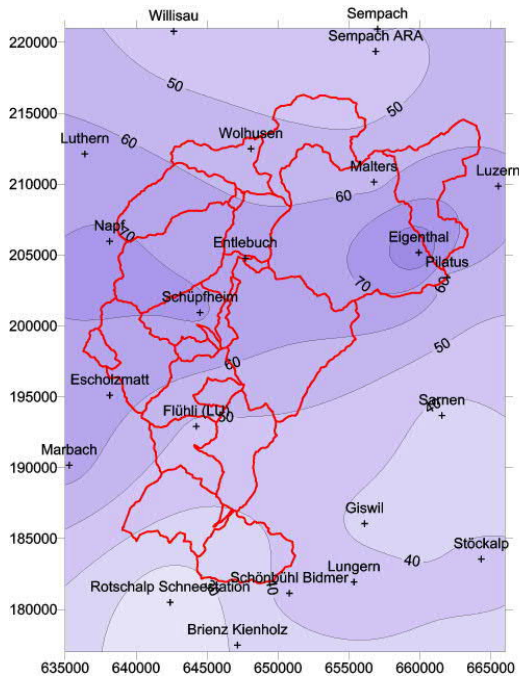 Willisau
Sempach
220000
Sempach ARA
50
50
215000
Luthern
60
Wolhusen
Malters
Luzern
210000
60
Napf
70
Eigenthal
Entlebuch
Pilatus
205000
70
60
Schüpfheim
200000
50
60
Escholzmatt
195000
Flühli (LU)
50
Sarnen
40
Marbach
190000
Giswil
185000
Stöckalp
40
Lungern
Rotschalp Schneestation
Schönbühl Bidmer
40
180000
Brienz Kienholz
635000 640000 645000 650000 655000 660000 665000